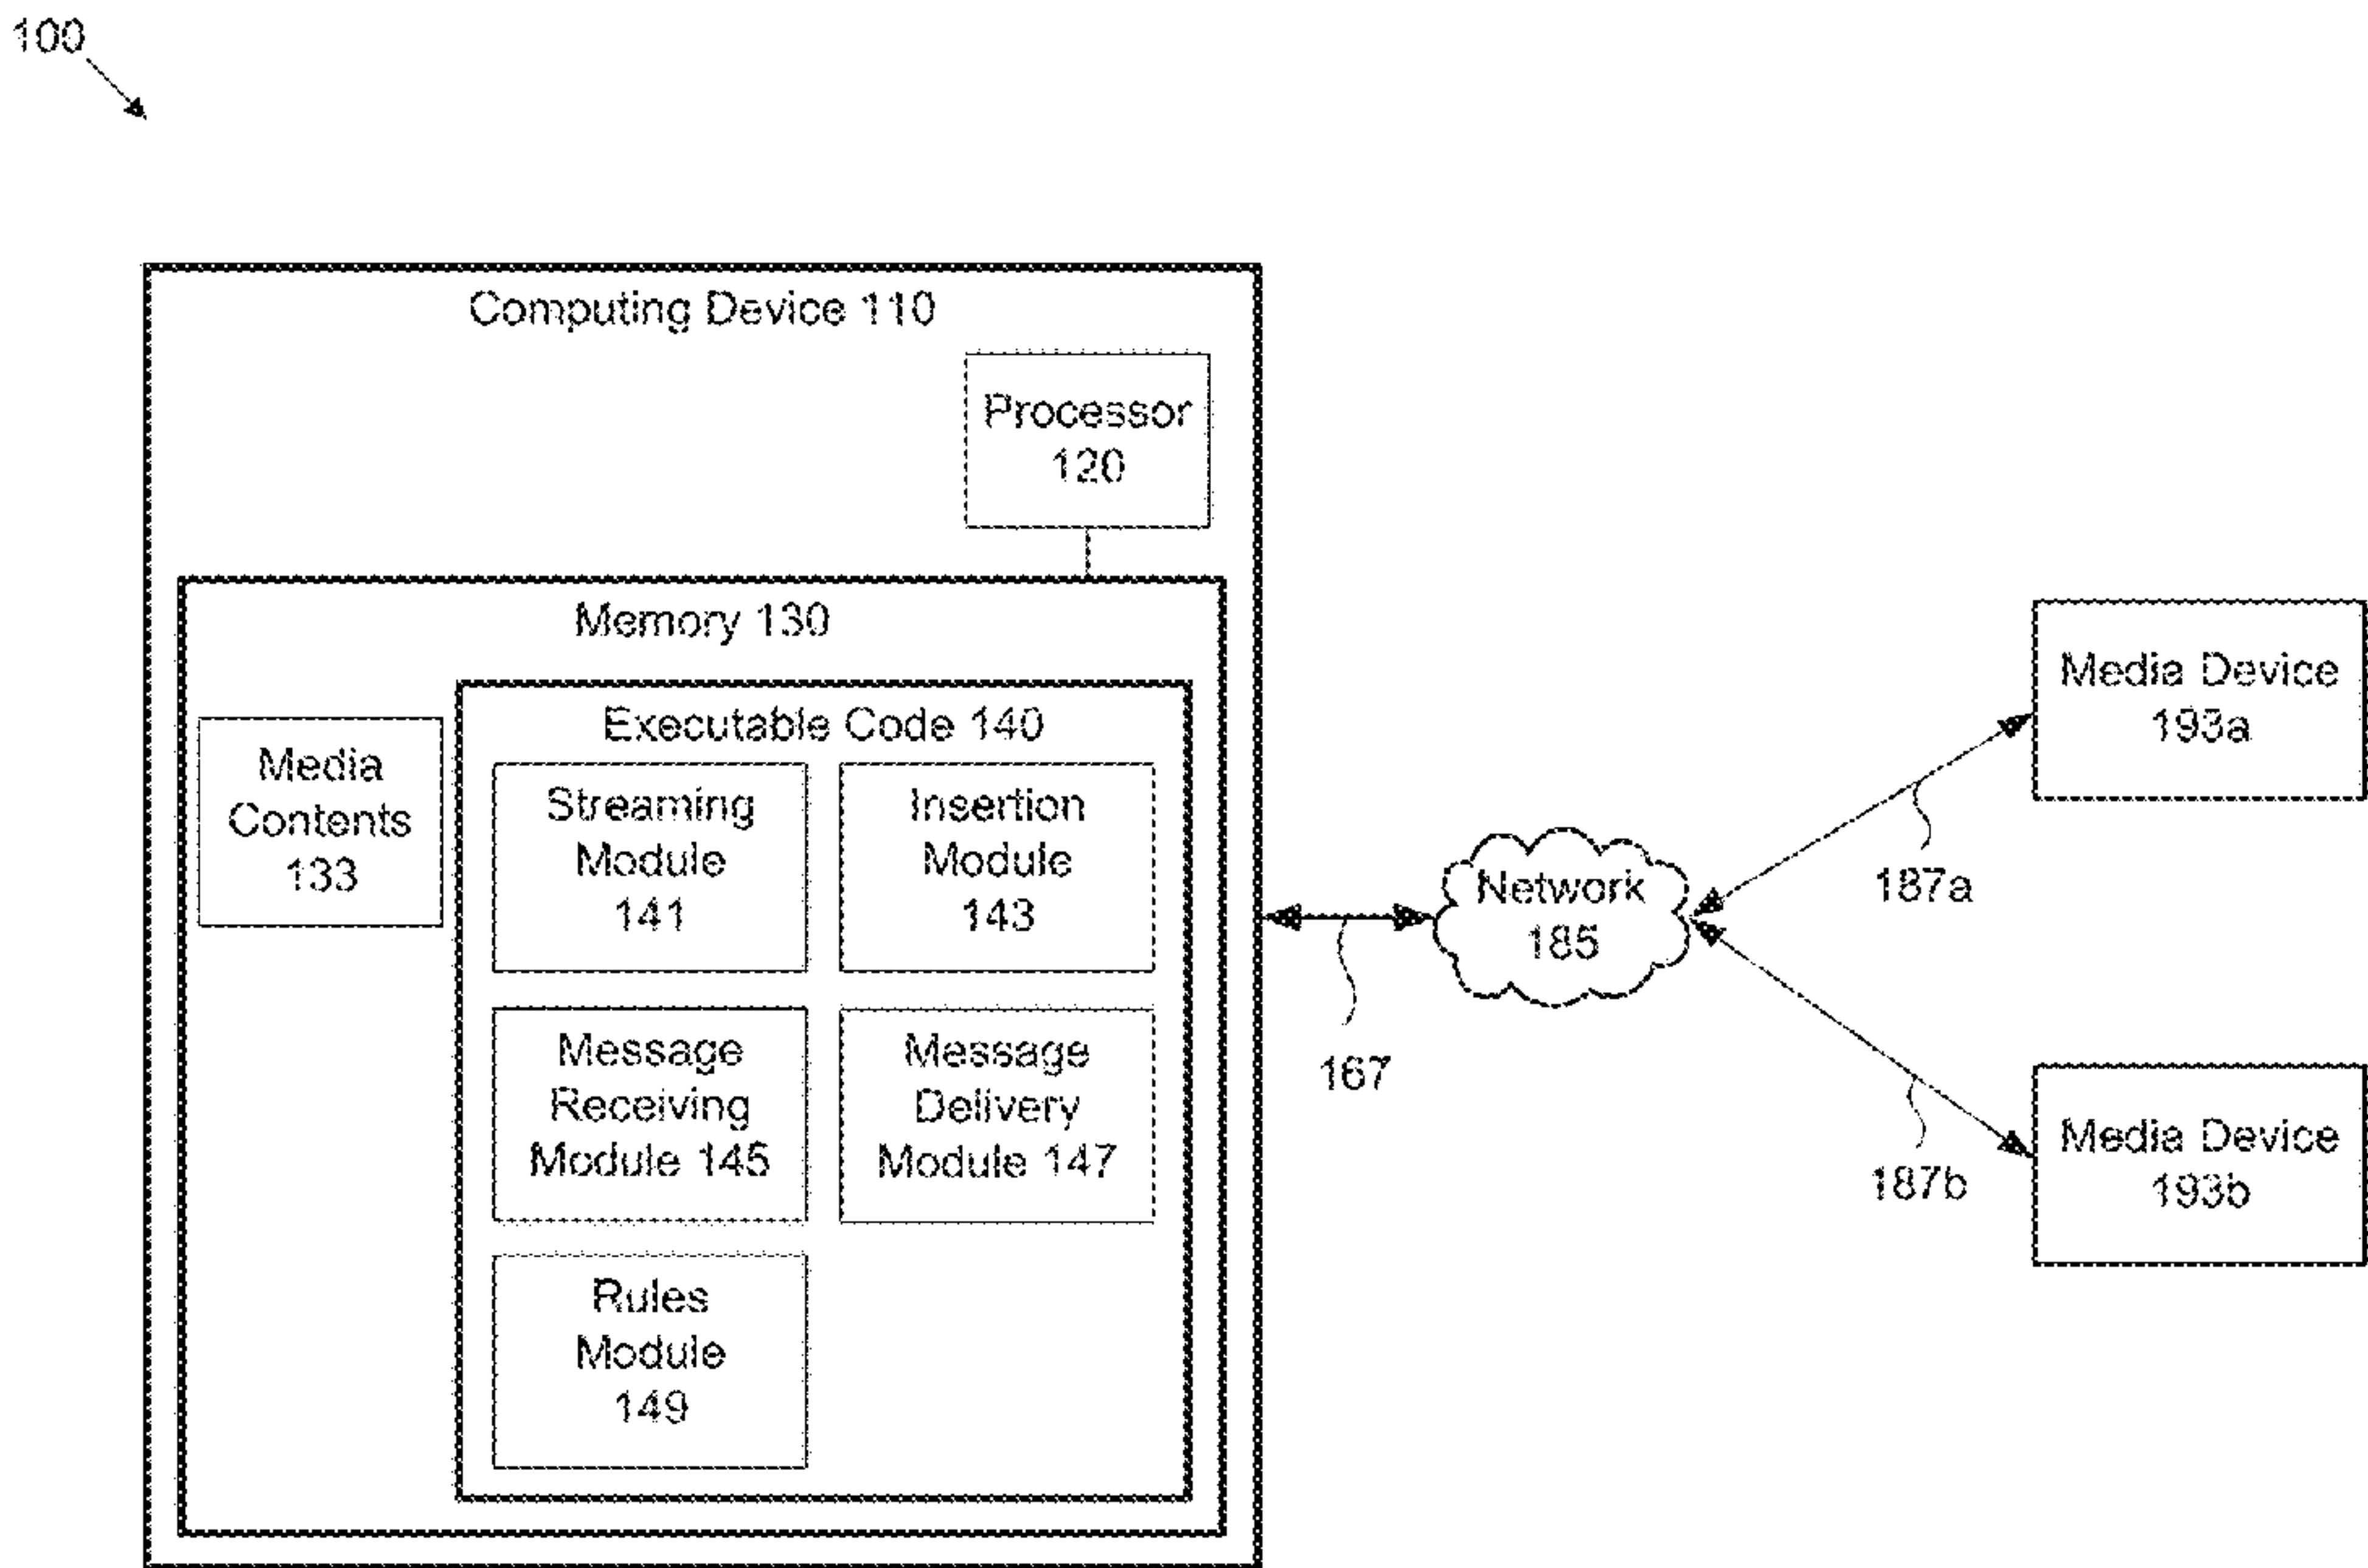 100
Computing Device 110
Processor
120
Memory 130
Media
Contents
133
Executable Code 140
Streaming
Module
141
Insertion
Module
143
Message
Receiving
Module 145
Message
Delivery
Module 147
Rules
Module
149
167
Network
185
187a
187b
Media Device
193a
Media Device
193b